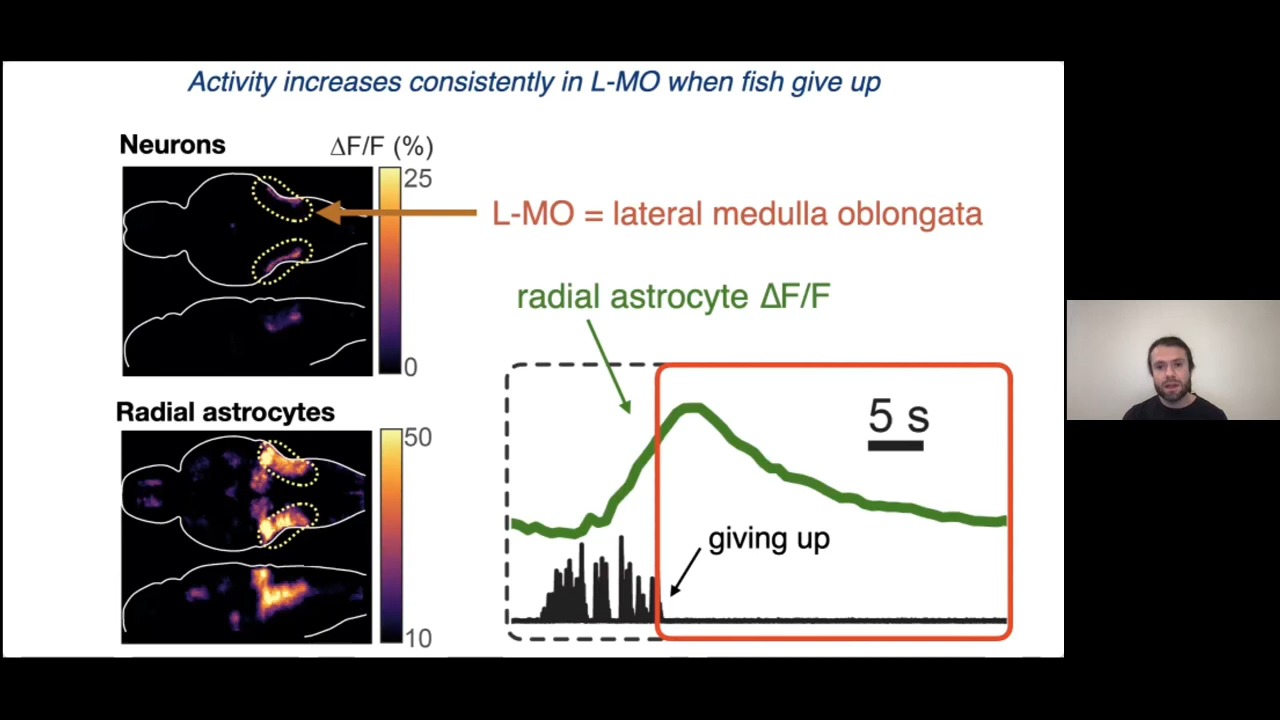 Activity increases consistently in L-MO when fish give up
Neurons
ΔF/F (%)
25
0
L-MO = lateral medulla oblongata
radial astrocyte ΔF/F
5 s
giving up
Radial astrocytes
50
10